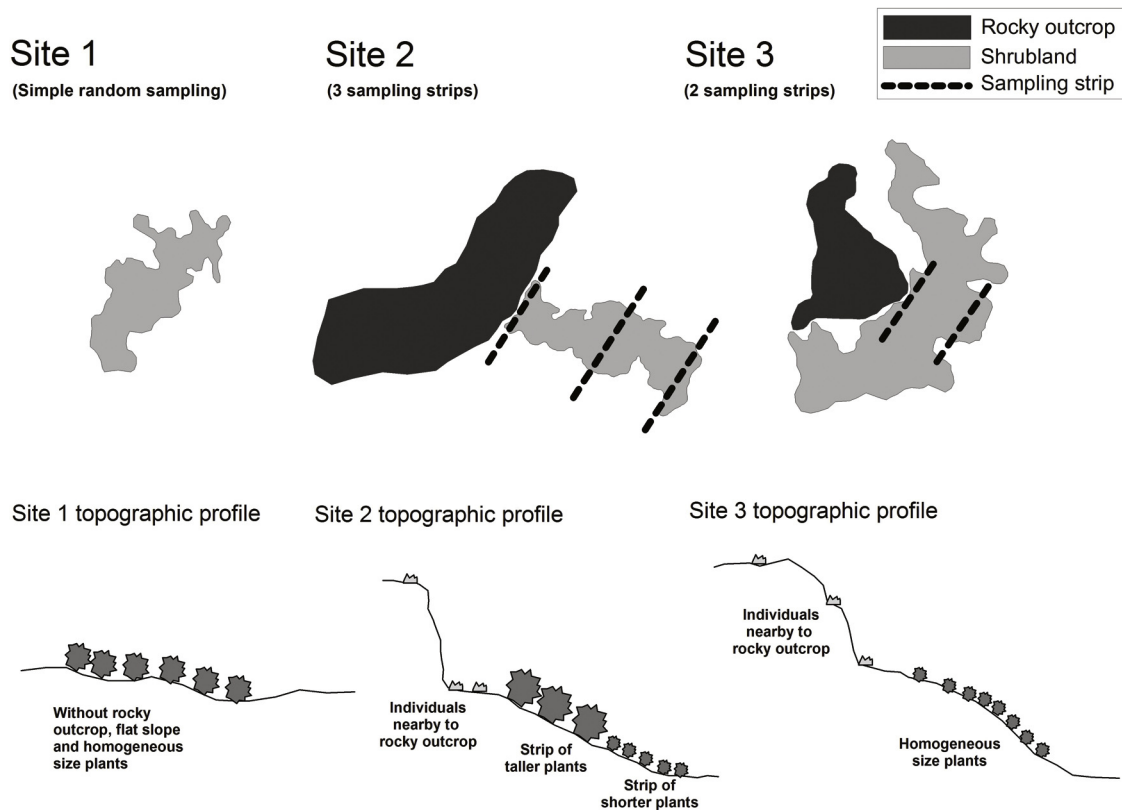 Site 1
(Simple random sampling)
Site 2
(3 sampling strips)
Site 3
(2 sampling strips)
Rocky outcrop
Shrubland
Sampling strip
Site 1 topographic profile
Site 2 topographic profile
Site 3 topographic profile
Without rocky
outcrop, flat slope
and homogeneous
size plants
Individuals
nearby to
rocky outcrop
Strip of
taller plants
Strip of
shorter plants
Individuals
nearby to
rocky outcrop
Homogeneous
size plants